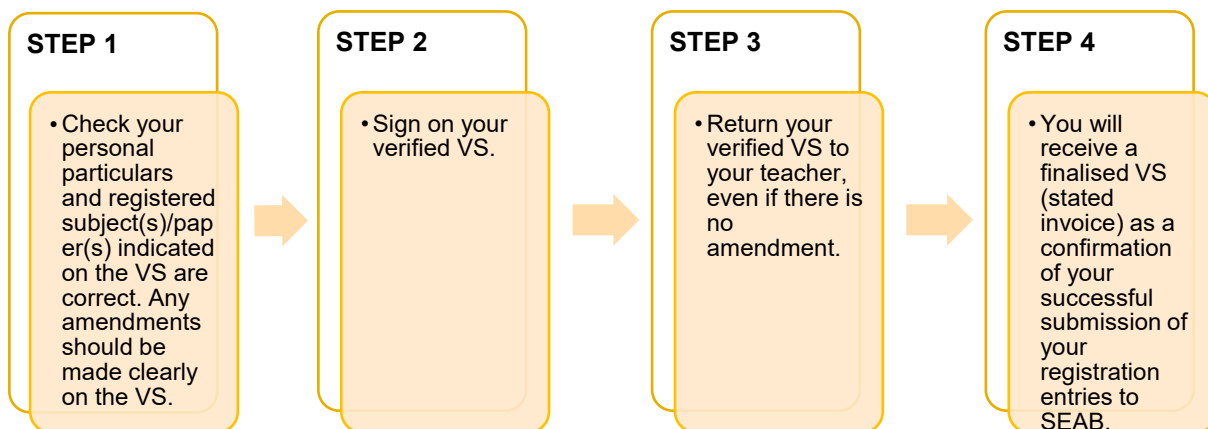 STEP 1
• Check your
personal
particulars
and registered
subject(s)/pap
er(s) indicated
on the VS are
correct. Any
amendments
should be
made clearly
on the VS.
STEP 2
• Sign on your
verified VS.
STEP 3
• Return your
verified VS to
your teacher,
even if there is
no
amendment.
STEP 4
• You will
receive a
finalised VS
(stated
invoice) as a
confirmation
of your
successful
submission of
your
registration
entries to
SEAB.